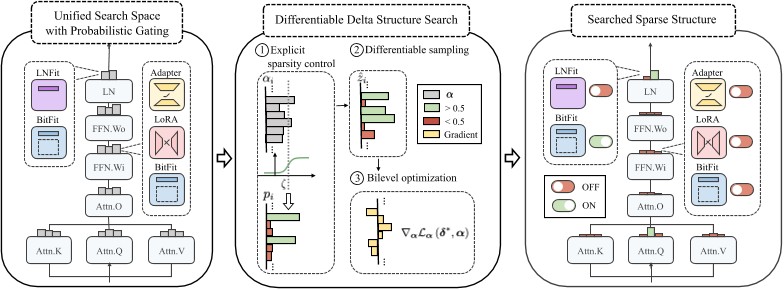 Unified Search Space
with Probabilistic Gating
LNFit
BitFit
Adapter
LoRA
BitFit
LN
FFN.Wo
FFN.Wi
Attn.O
Attn.K
Attn.Q
Attn.V
Differentiable Delta Structure Search
1 Explicit
sparsity control
α_i
ζ
p_i
2 Differentiable sampling
ẑ_i
α
> 0.5
< 0.5
Gradient
3 Bilevel optimization
∇_α L_α (δ*, α)
Searched Sparse Structure
LNFit
BitFit
Adapter
LoRA
BitFit
LN
FFN.Wo
FFN.Wi
Attn.O
OFF
ON
Attn.K
Attn.Q
Attn.V